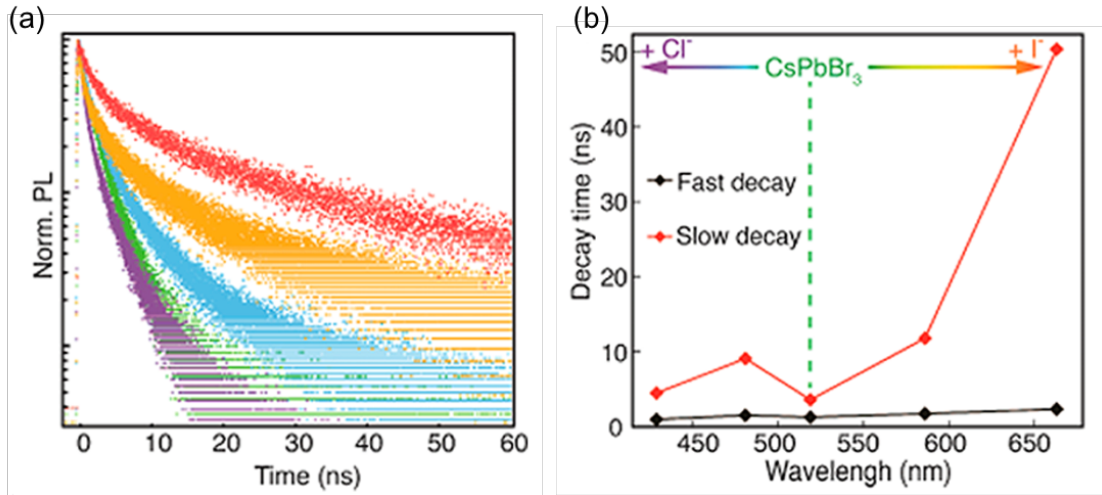 (a)
Norm. PL
0 10 20 30 40 50 60
Time (ns)
(b)
+ Cl⁻ CsPbBr₃ + I⁻
Fast decay
Slow decay
Decay time (ns)
50
40
30
20
10
0
450 500 550 600 650
Wavelengh (nm)